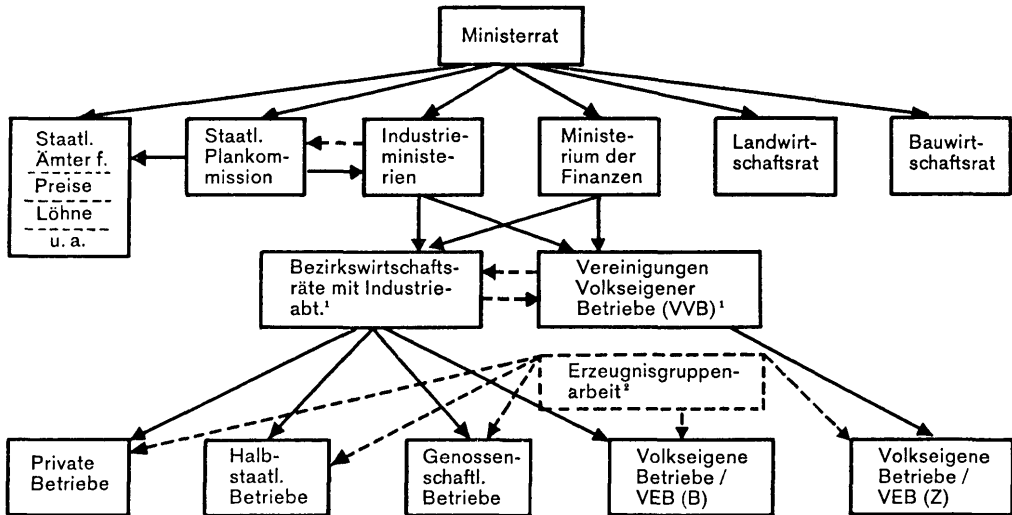 Ministerrat
Staatl.
Ämter f.
Preise
Löhne
u. a.
Staatl.
Plankom-
mission
Industrie-
ministe-
rien
Ministe-
rium der
Finanzen
Landwirt-
schaftsrat
Bauwirt-
schaftsrat
Bezirkswirtschafts-
räte mit Industrie-
abt.¹
Vereinigungen
Volkseigener
Betriebe (VVB)¹
Erzeugnisgruppen-
arbeit²
Private
Betriebe
Halb-
staatl.
Betriebe
Genossen-
schaftl.
Betriebe
Volkseigene
Betriebe /
VEB (B)
Volkseigene
Betriebe /
VEB (Z)